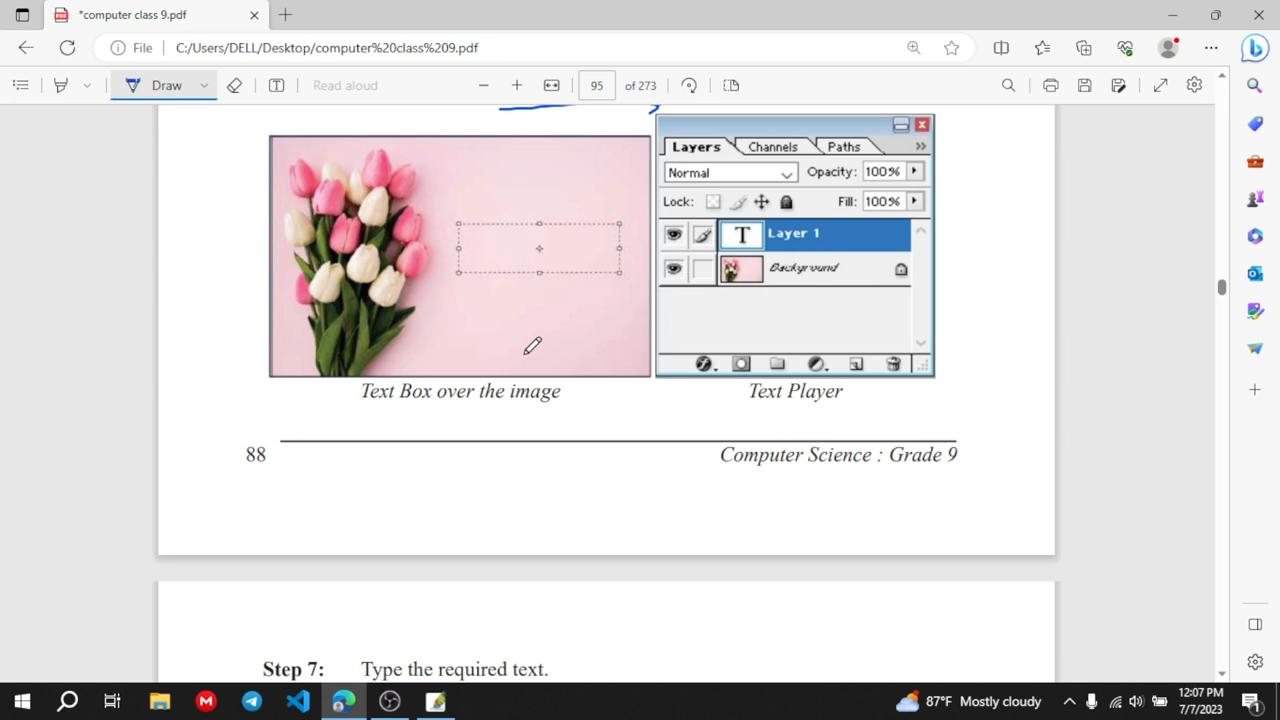 *computer class 9.pdf
File
C:/Users/DELL/Desktop/computer%20class%209.pdf
Draw
Read aloud
95
of 273
Layers
Channels
Paths
Normal
Opacity: 100%
Lock:
Fill: 100%
T
Layer 1
Background
Text Box over the image
Text Player
88
Computer Science : Grade 9
Step 7: Type the required text.
87°F Mostly cloudy
12:07 PM
7/7/2023
1